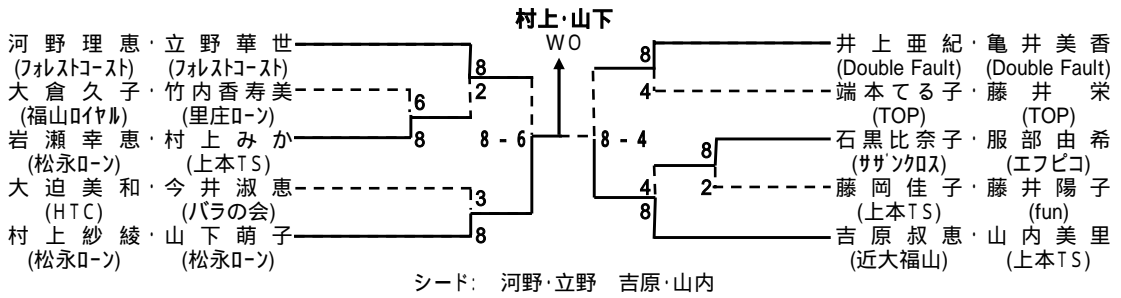 村上・山下
WO
河野理恵・立野華世
(フォレストコースト) (フォレストコースト)
大倉久子・竹内香寿美
(福山ロイヤル) (里庄ローン)
岩瀬幸恵・村上みか
(松永ローン) (上本TS)
大迫美和・今井淑恵
(HTC) (バラの会)
村上紗綾・山下萌子
(松永ローン) (松永ローン)
8
2
6
8
8-6
3
8
8
4
8-4
8
2
4
8
井上亜紀・亀井美香
(Double Fault) (Double Fault)
端本てる子・藤井栄
(TOP) (TOP)
石黒比奈子・服部由希
(サザンクロス) (エフピコ)
藤岡佳子・藤井陽子
(上本TS) (fun)
吉原叔恵・山内美里
(近大福山) (上本TS)
シード: 河野・立野 吉原・山内